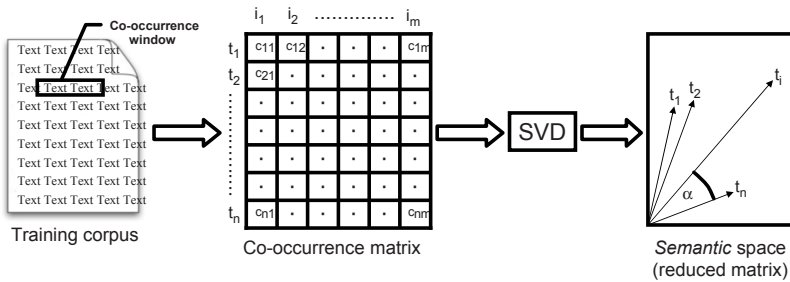 Co-occurrence
window
Text Text Text Text
Text Text Text Text
Text Text Text Text Text
Text Text Text Text Text
Text Text Text Text Text
Text Text Text Text Text
Text Text Text Text Text
Text Text Text Text Text
Text Text Text Text Text
Training corpus
i1 i2 .................. im
t1 c11 c12 · · · c1m
t2 c21 · · · · ·
· · · · · ·
· · · · · ·
· · · · · ·
· · · · · ·
tn cn1 · · · · cnm
Co-occurrence matrix
SVD
t1 t2 ti
α tn
Semantic space
(reduced matrix)